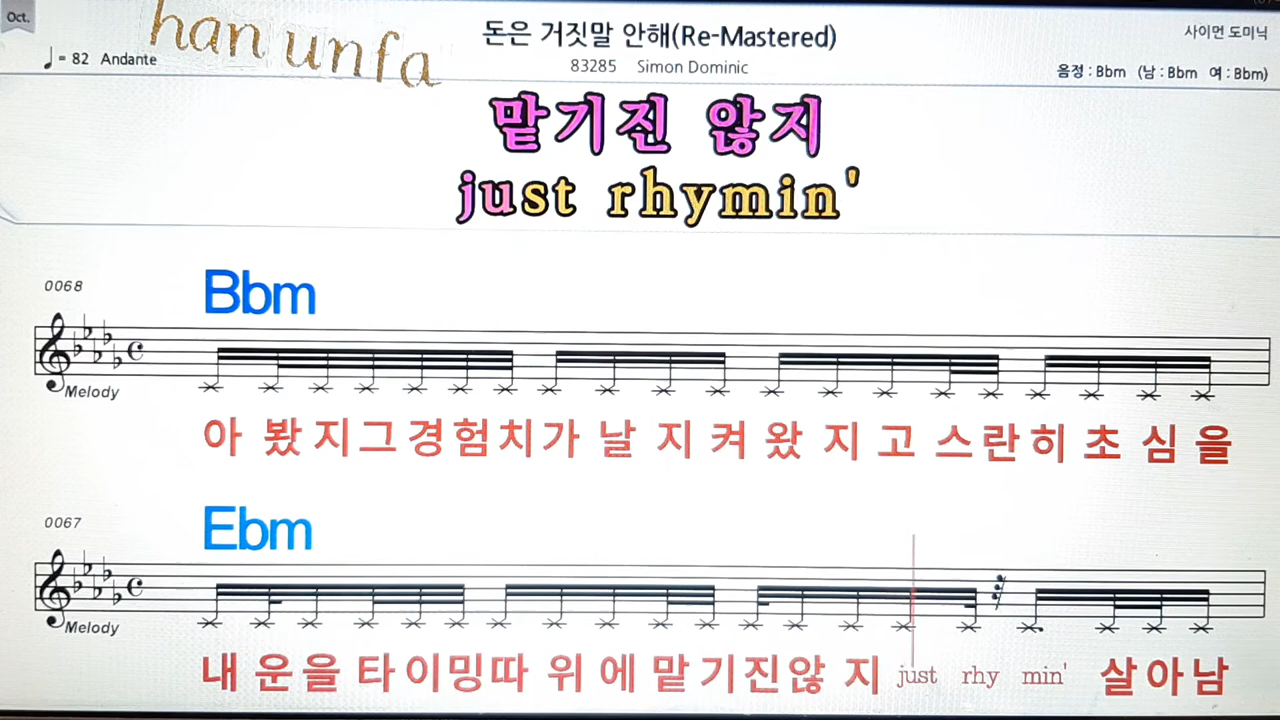 Oct.
han unfa
돈은 거짓말 안해(Re-Mastered)
사이먼 도미닉
♩= 82 Andante
83285 Simon Dominic
음정 : Bbm (남 : Bbm 여 : Bbm)
맡기진 않지
just rhymin'
0068
Bbm
Melody
아 봤 지 그 경 험 치 가 날 지 켜 왔 지 고 스 란 히 초 심 을
0067
Ebm
Melody
내 운 을 타 이 밍 따 위 에 맡 기 진 않 지 just rhy min' 살 아 남